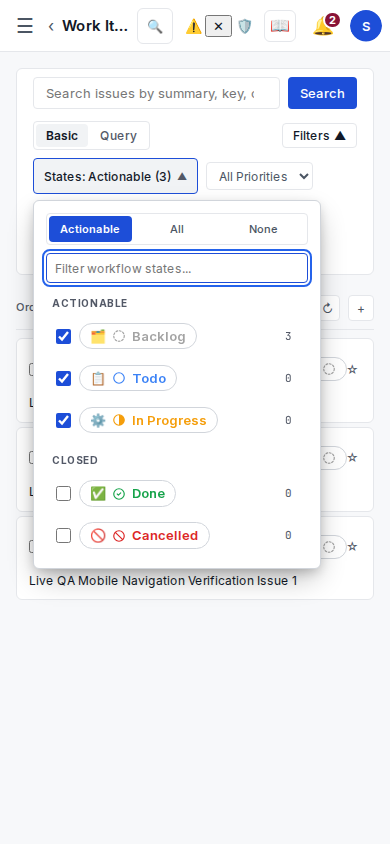 ☰ ‹ Work It… 🔍 ⚠️ ✕ 🛡️ 📖 🔔 2 S
Search issues by summary, key, c
Search
Basic Query Filters ▲
States: Actionable (3) ▲ All Priorities
Actionable All None
Filter workflow states...
ACTIONABLE
Backlog 3
Todo 0
In Progress 0
CLOSED
Done 0
Cancelled 0
Live QA Mobile Navigation Verification Issue 1